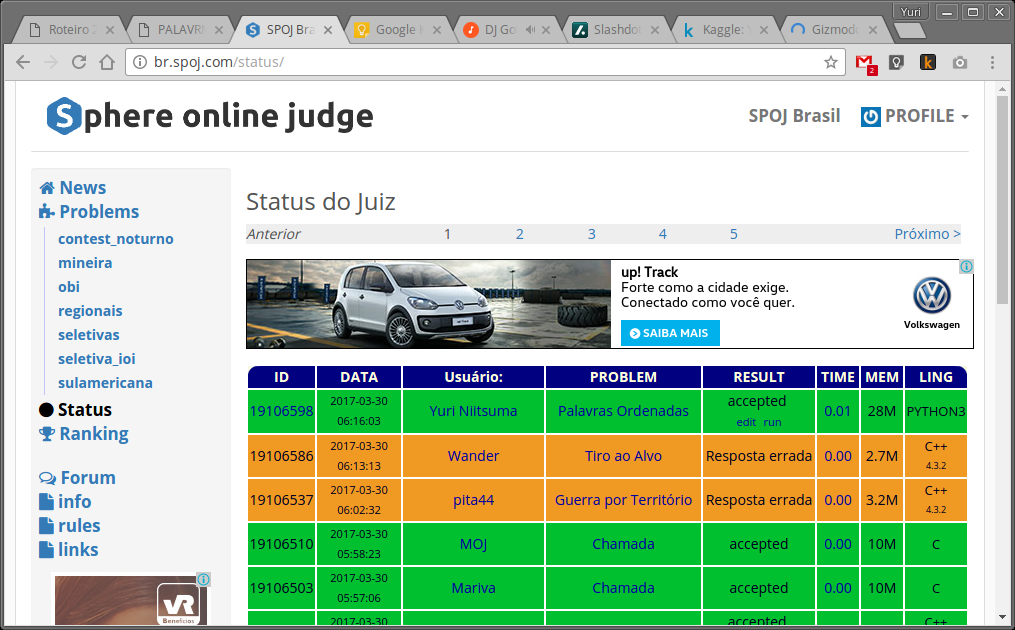 Yuri
Roteiro
PALAVR
SPOJ Bra
Google
DJ Go
Slashdo
Kaggle:
Gizmod
br.spoj.com/status/
2
k
Sphere online judge
SPOJ Brasil PROFILE
News
Problems
contest_noturno
mineira
obi
regionais
seletivas
seletiva_ioi
sulamericana
Status
Ranking
Forum
info
rules
links
VR
Benefícios
Status do Juiz
Anterior 1 2 3 4 5 Próximo >
up! Track
Forte como a cidade exige.
Conectado como você quer.
SAIBA MAIS
Volkswagen
ID DATA Usuário: PROBLEM RESULT TIME MEM LING
19106598 2017-03-30 06:16:03 Yuri Niitsuma Palavras Ordenadas accepted edit run 0.01 28M PYTHON3
19106586 2017-03-30 06:13:13 Wander Tiro ao Alvo Resposta errada 0.00 2.7M C++ 4.3.2
19106537 2017-03-30 06:02:32 pita44 Guerra por Território Resposta errada 0.00 3.2M C++ 4.3.2
19106510 2017-03-30 05:58:23 MOJ Chamada accepted 0.00 10M C
19106503 2017-03-30 05:57:06 Mariva Chamada accepted 0.00 10M C
2017-03-30 accepted C++